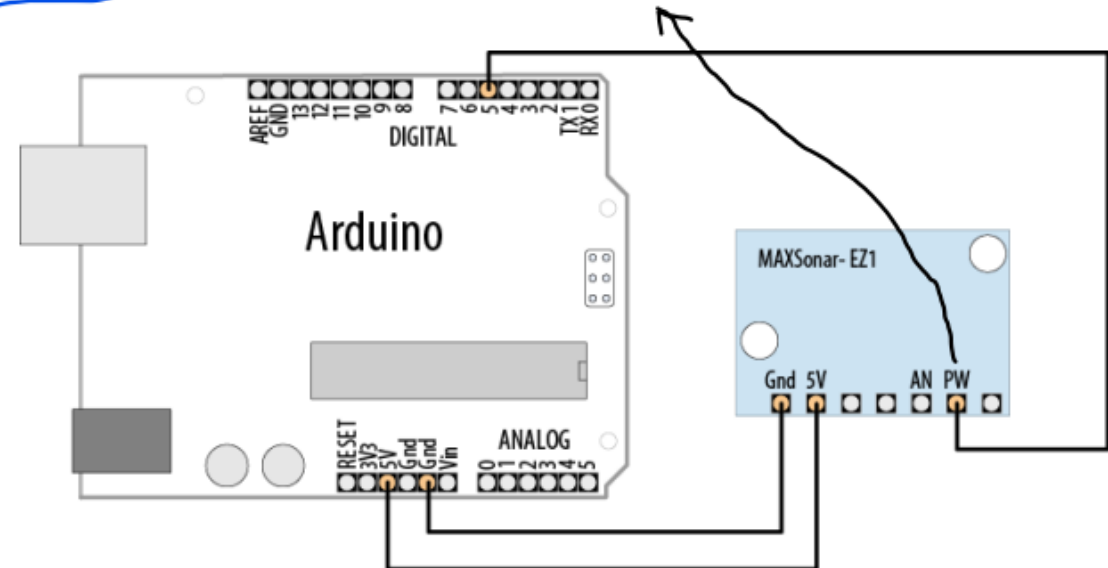 AREF GND 13 12 11 10 9 8 7 6 5 4 3 2 TX 1 RX 0
DIGITAL
Arduino
MAXSonar- EZ1
Gnd 5V AN PW
RESET 3V3 5V Gnd Gnd Vin
ANALOG
0 1 2 3 4 5